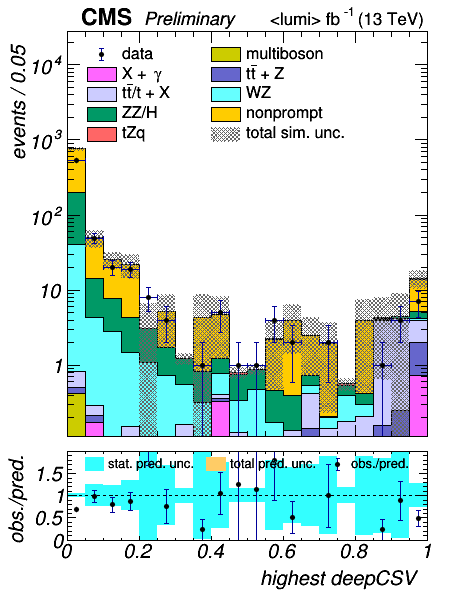 CMS Preliminary <lumi> fb⁻¹ (13 TeV)
events / 0.05
10⁴
10³
10²
10
1
data
multiboson
X + γ
tt̄ + Z
tt̄/t + X
WZ
ZZ/H
nonprompt
tZ̄q
total sim. unc.
obs./pred.
1.5
1
0.5
0
stat. pred. unc. total pred. unc. obs./pred.
0 0.2 0.4 0.6 0.8 1
highest deepCSV